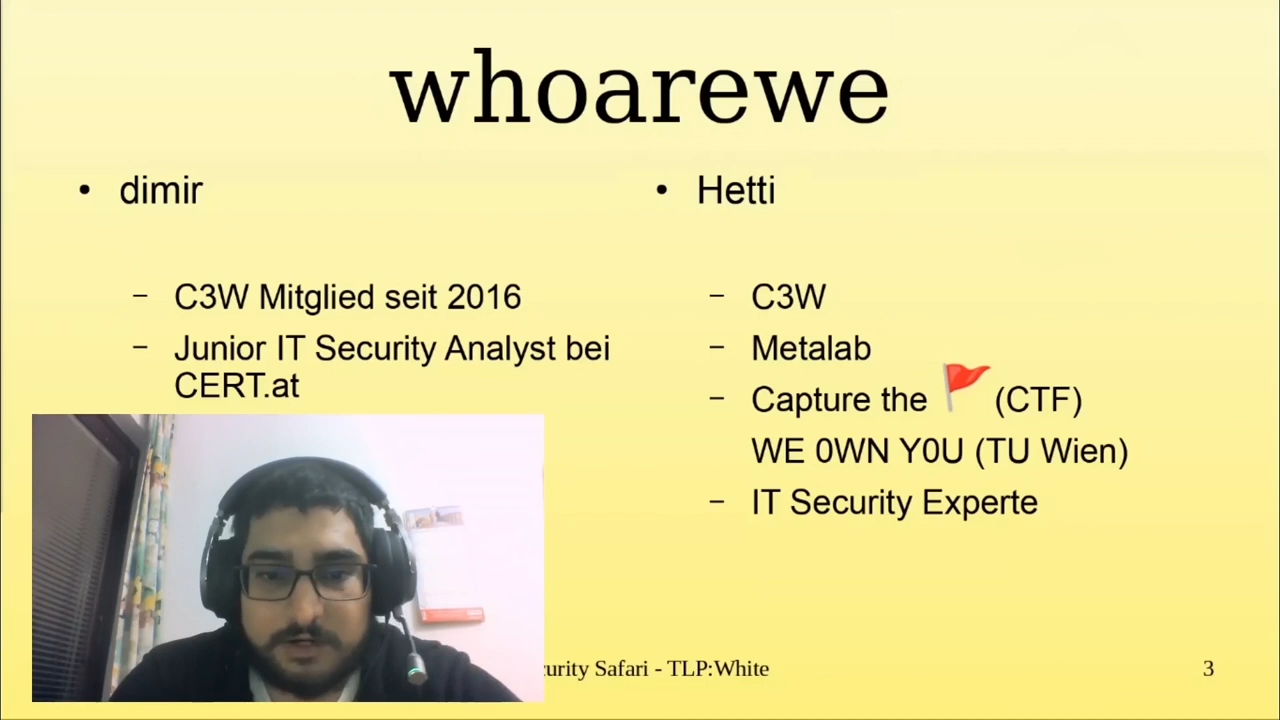 whoarewe
dimir
C3W Mitglied seit 2016
Junior IT Security Analyst bei
CERT.at
Hetti
C3W
Metalab
Capture the 🚩 (CTF)
WE 0WN Y0U (TU Wien)
IT Security Experte
Safari - TLP:White
3